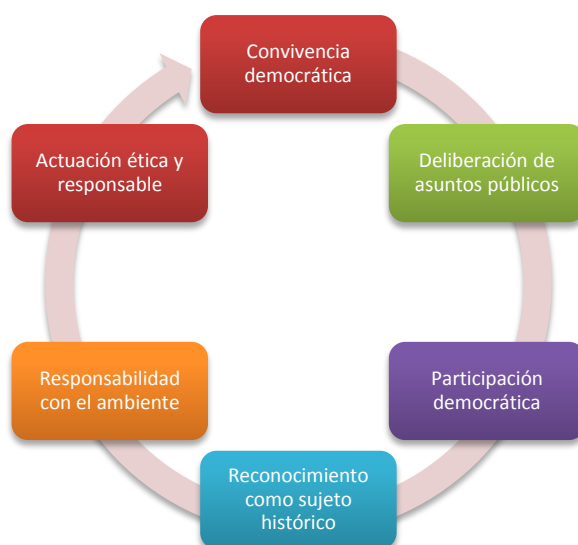 Convivencia
democrática
Deliberación de
asuntos públicos
Participación
democrática
Reconocimiento
como sujeto
histórico
Responsabilidad
con el ambiente
Actuación ética y
responsable